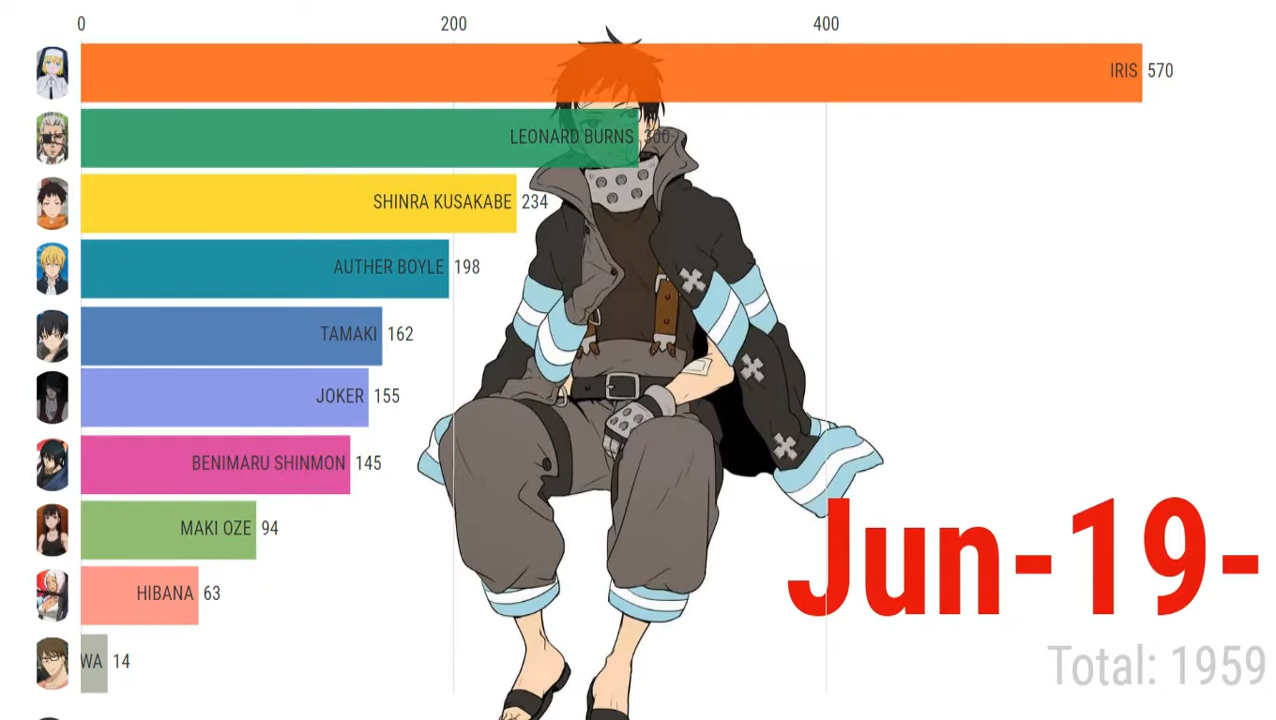 0 200 400
IRIS 570
LEONARD BURNS 300
SHINRA KUSAKABE 234
AUTHER BOYLE 198
TAMAKI 162
JOKER 155
BENIMARU SHINMON 145
MAKI OZE 94
HIBANA 63
WA 14
Jun-19-
Total: 1959